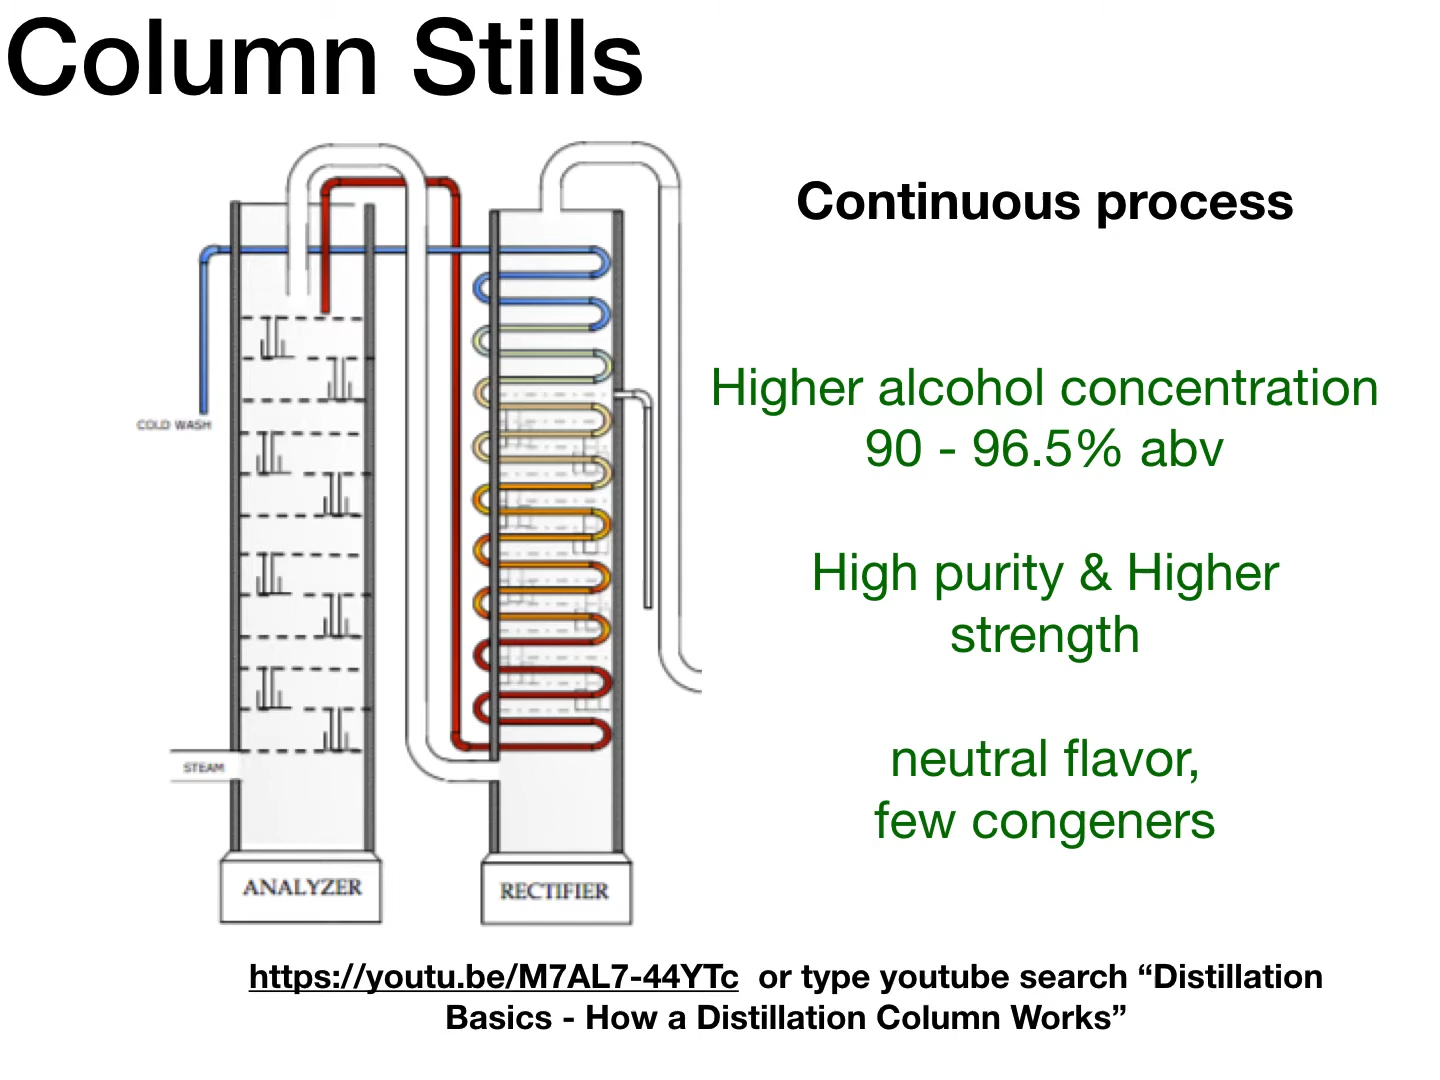 Column Stills
Continuous process
COLD WASH
Higher alcohol concentration
90 - 96.5% abv
High purity & Higher
strength
STEAM
neutral flavor,
few congeners
ANALYZER
RECTIFIER
https://youtu.be/M7AL7-44YTc or type youtube search “Distillation
Basics - How a Distillation Column Works”